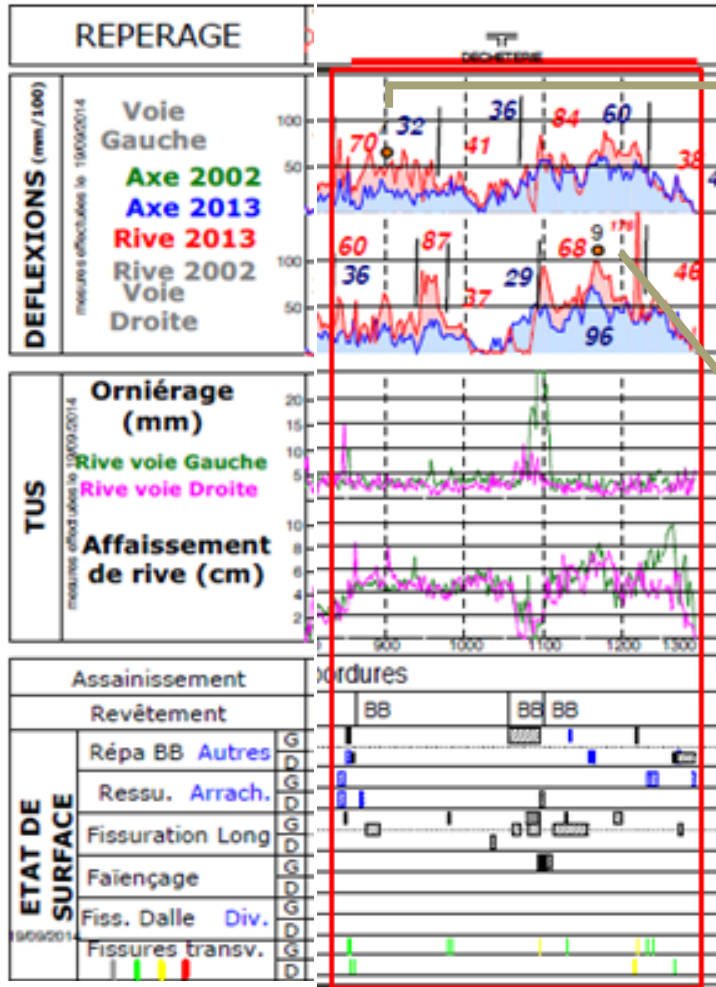 REPERAGE
DECHETERIE
DEFLEXIONS (mm/100)
mesures effectuées le 19/09/2014
Voie
Gauche
Axe 2002
Axe 2013
Rive 2013
Rive 2002
Voie
Droite
100
50
100
50
70
32
41
36
84
60
38
4
60
36
87
37
29
68
9
176
96
46
TUS
mesures effectuées le 19/09/2014
Orniérage
(mm)
Rive voie Gauche
Rive voie Droite
20
15
10
5
Affaissement
de rive (cm)
10
8
6
4
2
900
1000
1100
1200
1300
Assainissement
bordures
Revêtement
BB
BB
BB
ETAT DE
SURFACE
19/09/2014
Répa BB Autres
G
D
Ressu. Arrach.
G
D
Fissuration Long
G
D
Faïençage
G
D
Fiss. Dalle Div.
G
D
Fissures transv.
G
D